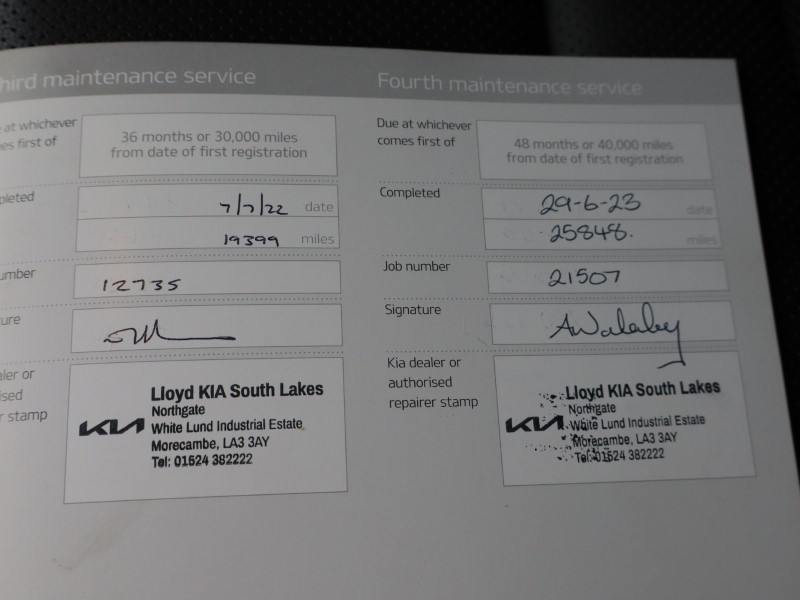 hird maintenance service
at whichever
es first of
36 months or 30,000 miles
from date of first registration
pleted
7/7/22 date
19399 miles
umber
12735
ure
aler or
ised
r stamp
KIA
Lloyd KIA South Lakes
Northgate
White Lund Industrial Estate
Morecambe, LA3 3AY
Tel: 01524 382222
Fourth maintenance service
Due at whichever
comes first of
48 months or 40,000 miles
from date of first registration
Completed
29-6-23 date
25848. miles
Job number
21507
Signature
Kia dealer or
authorised
repairer stamp
KIA
Lloyd KIA South Lakes
Northgate
White Lund Industrial Estate
Morecambe, LA3 3AY
Tel: 01524 382222